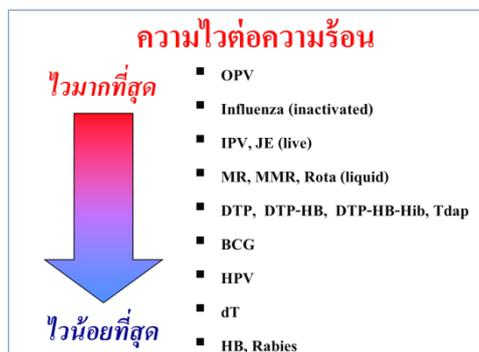 ความไวต่อความร้อน
ไวมากที่สุด
▪ OPV
▪ Influenza (inactivated)
▪ IPV, JE (live)
▪ MR, MMR, Rota (liquid)
▪ DTP, DTP-HB, DTP-HB-Hib, Tdap
▪ BCG
▪ HPV
▪ dT
▪ HB, Rabies
ไวน้อยที่สุด